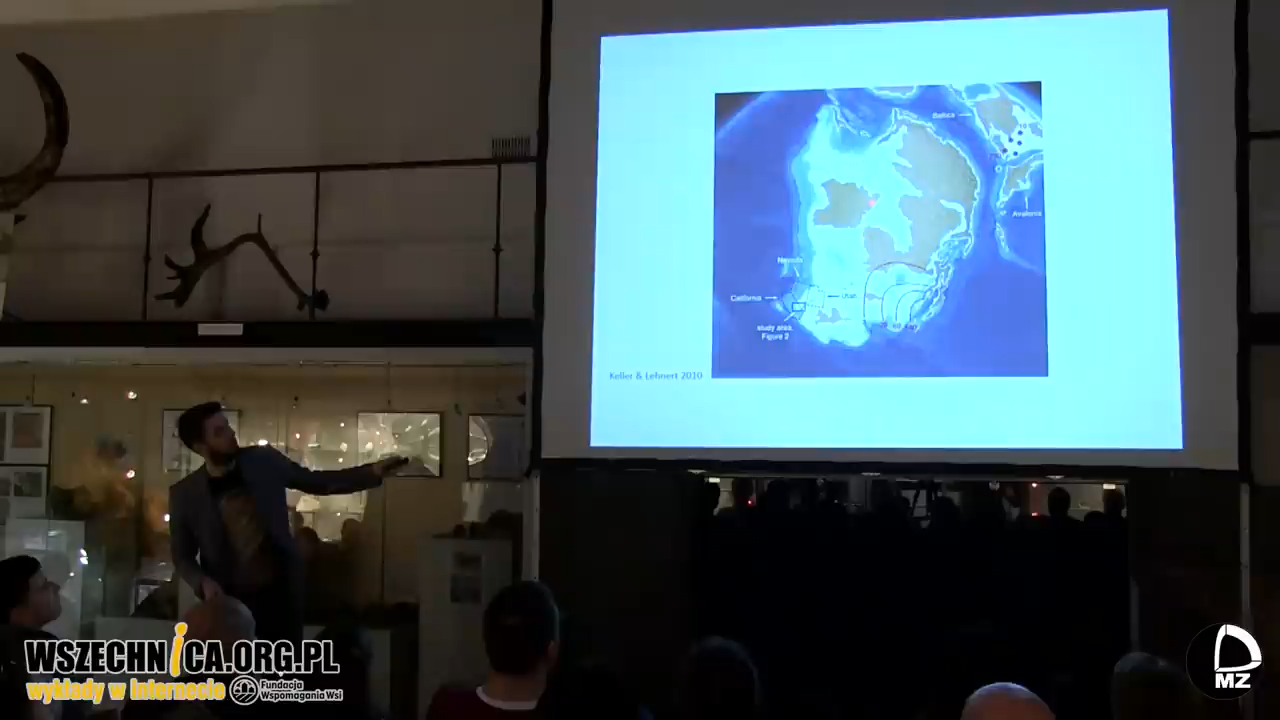 Baltica
Avalonia
Nevada
California
Utah
study area,
Figure 2
Keller & Lehnert 2010
WSZECHNiCA.ORG.PL
wykłady w internecie
Fundacja
Wspomagania Wsi
MZ